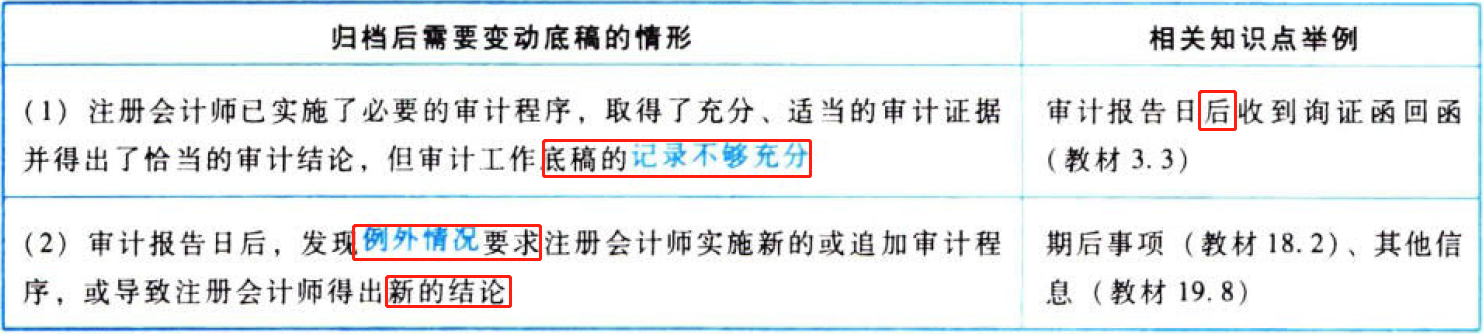 归档后需要变动底稿的情形
相关知识点举例
(1) 注册会计师已实施了必要的审计程序，取得了充分、适当的审计证据
并得出了恰当的审计结论，但审计工作底稿的记录不够充分
审计报告日后收到询证函回函
(教材 3.3)
(2) 审计报告日后，发现例外情况要求注册会计师实施新的或追加审计程
序，或导致注册会计师得出新的结论
期后事项 (教材 18.2)、其他信
息 (教材 19.8)